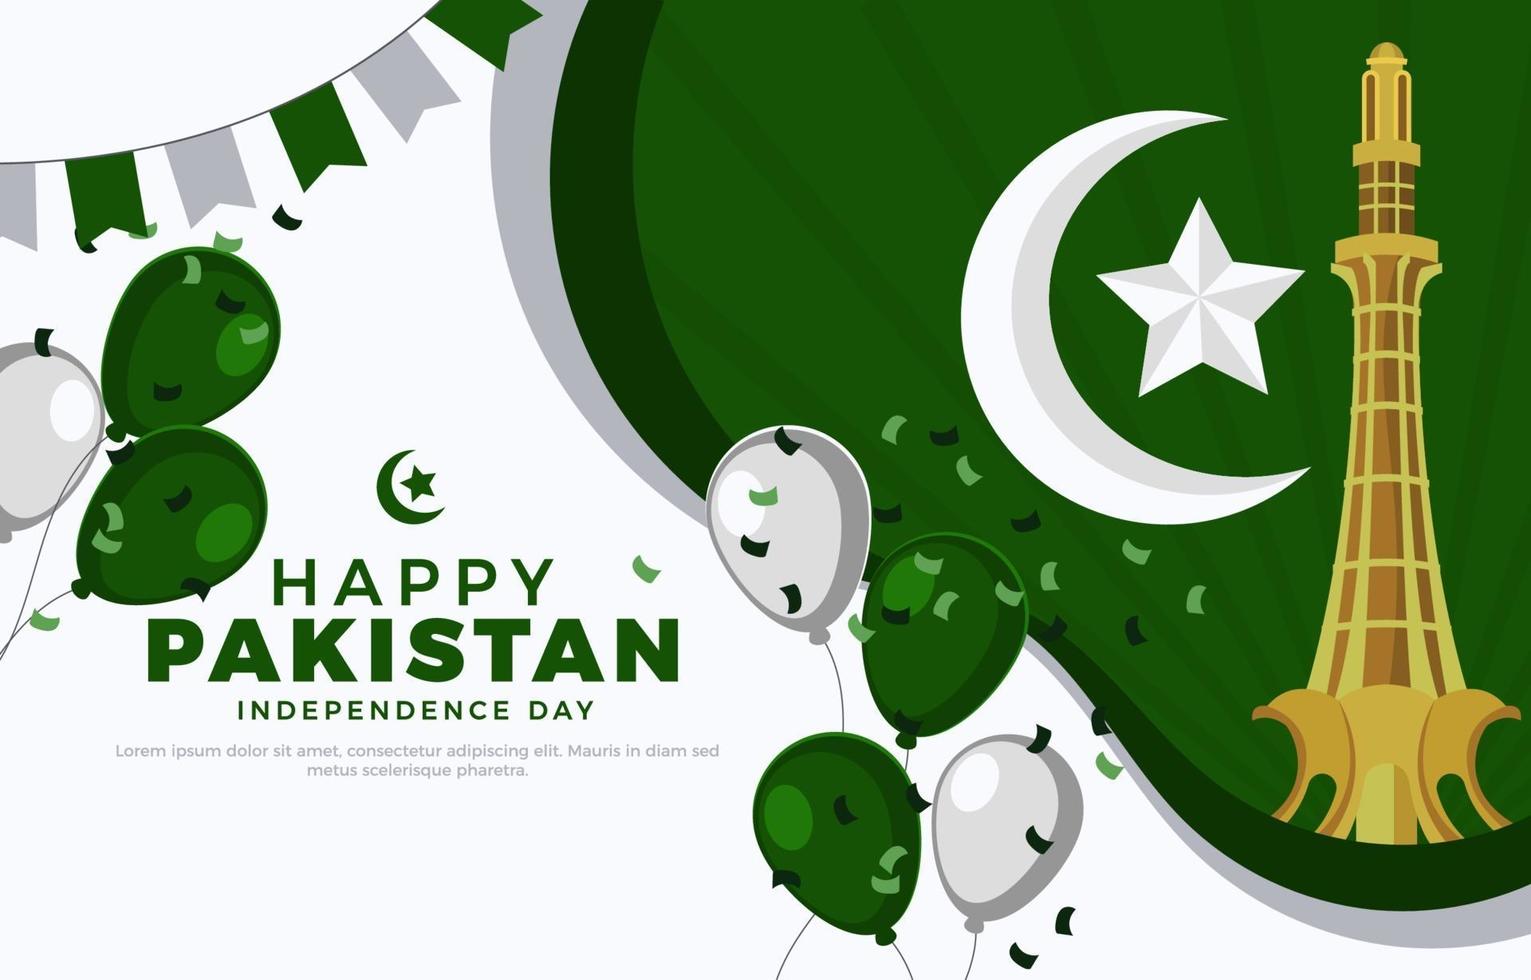 HAPPY
PAKISTAN
INDEPENDENCE DAY
Lorem ipsum dolor sit amet, consectetur adipiscing elit. Mauris in diam sed
metus scelerisque pharetra.